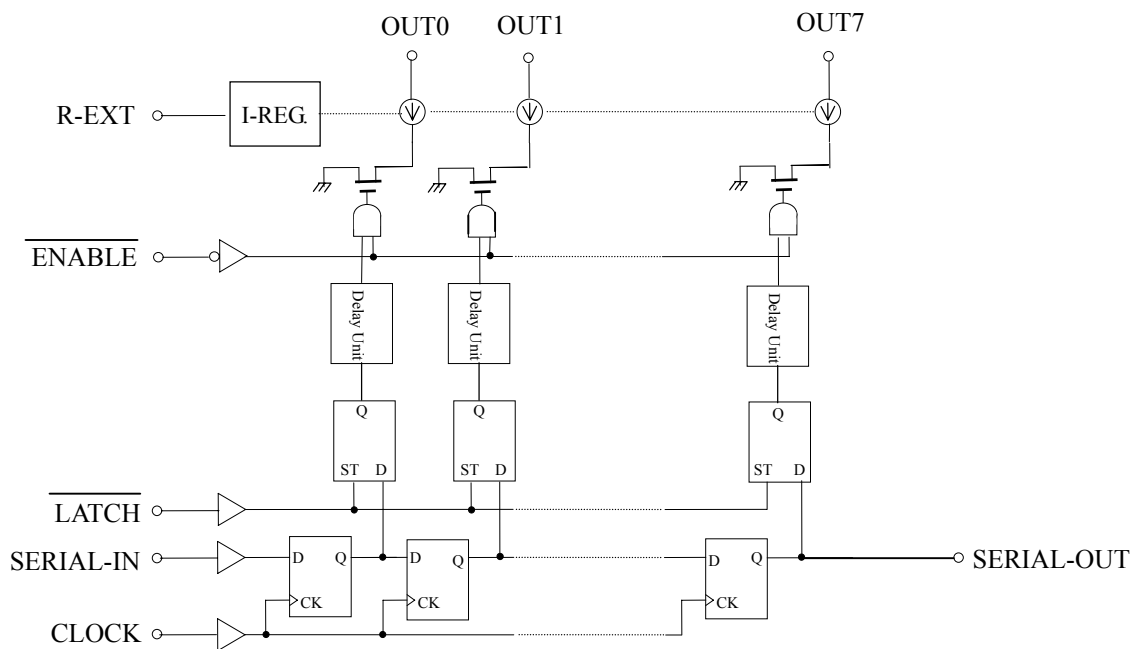 OUT0 OUT1 OUT7
R-EXT I-REG.
ENABLE
Delay Unit Delay Unit Delay Unit
Q Q Q
ST D ST D ST D
LATCH
SERIAL-IN D Q D Q D Q SERIAL-OUT
CK CK CK
CLOCK